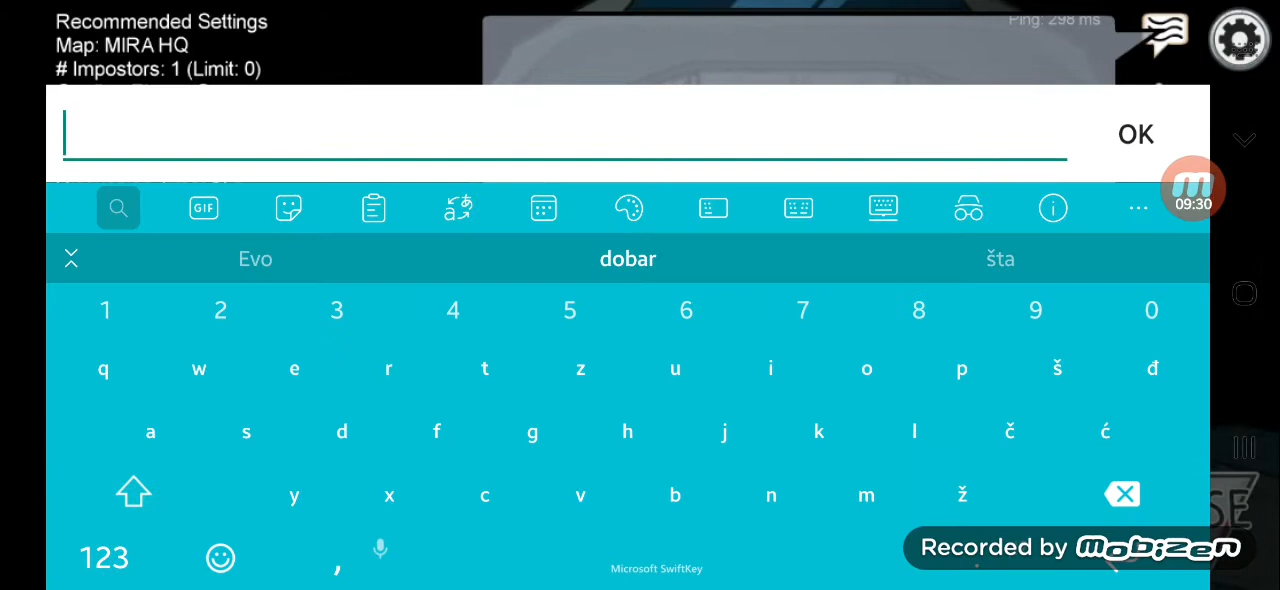 Recommended Settings
Ping: 298 ms
Map: MIRA HQ
# Impostors: 1 (Limit: 0)
OK
GIF
09:30
Evo dobar šta
1 2 3 4 5 6 7 8 9 0
q w e r t z u i o p š đ
a s d f g h j k l č ć
y x c v b n m ž
123 , Microsoft SwiftKey
Recorded by mobizen